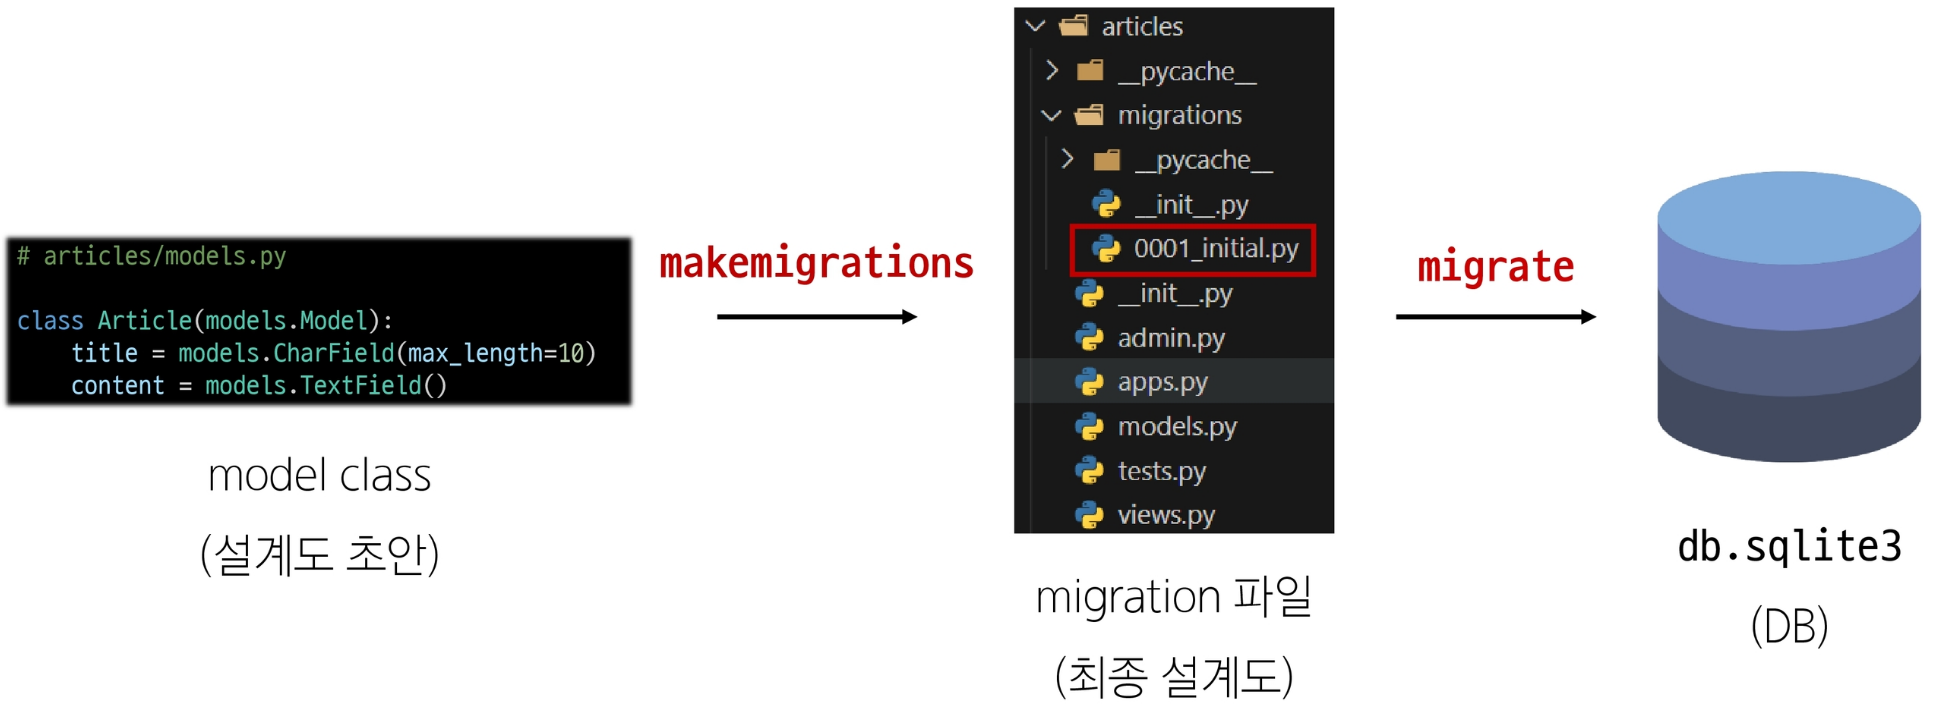 # articles/models.py
class Article(models.Model):
title = models.CharField(max_length=10)
content = models.TextField()
model class
(설계도 초안)
makemigrations
articles
__pycache__
migrations
__pycache__
__init__.py
0001_initial.py
__init__.py
admin.py
apps.py
models.py
tests.py
views.py
migration 파일
(최종 설계도)
migrate
db.sqlite3
(DB)